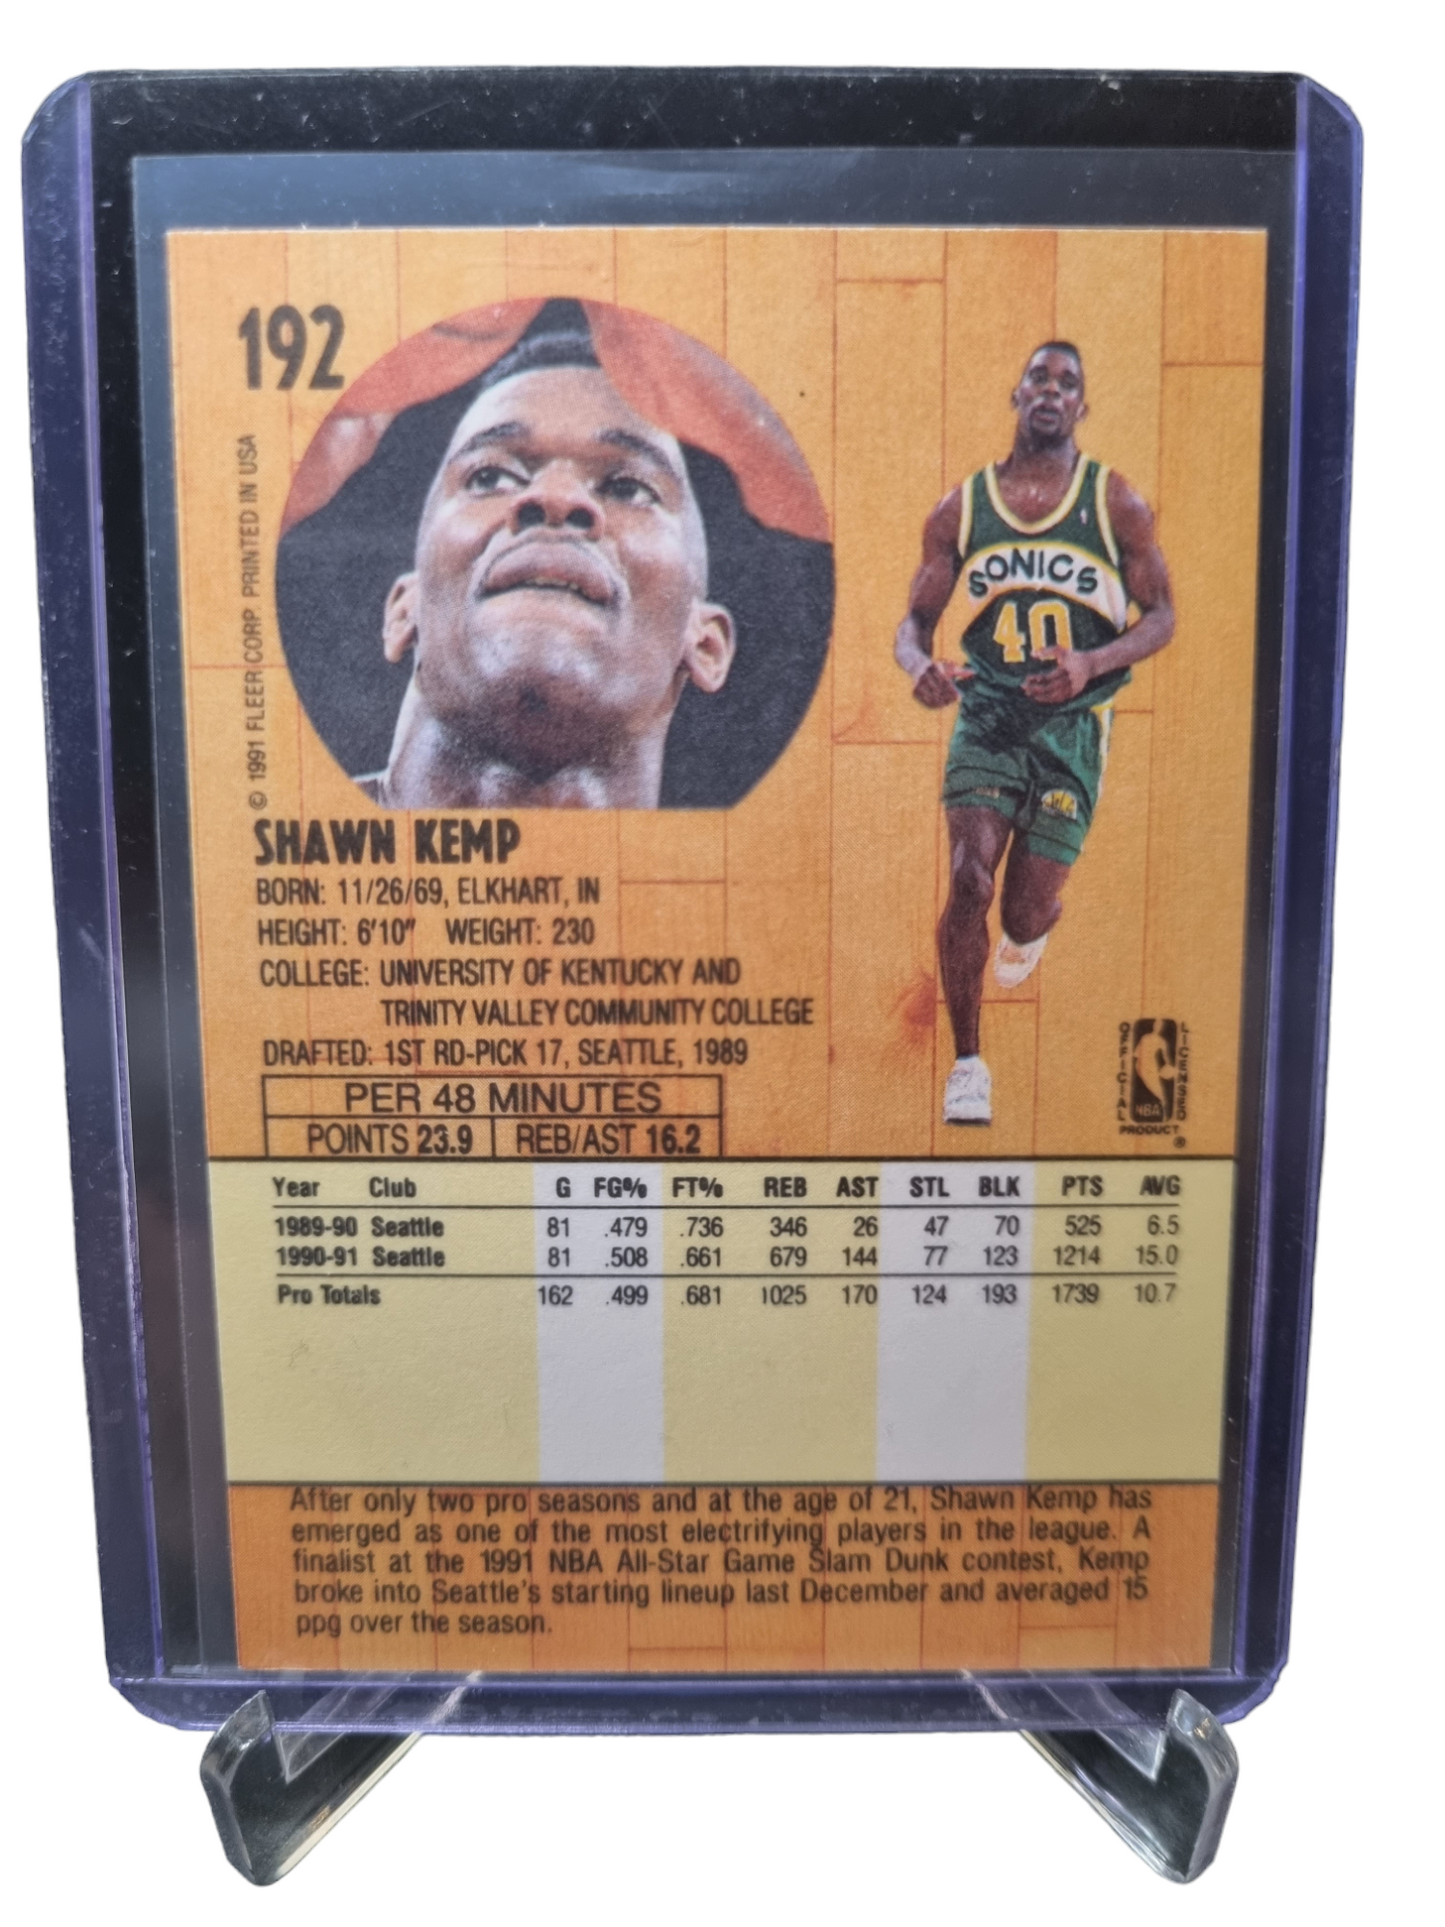 192
© 1991 FLEER CORP. PRINTED IN USA
SONICS
40
SHAWN KEMP
BORN: 11/26/69, ELKHART, IN
HEIGHT: 6'10" WEIGHT: 230
COLLEGE: UNIVERSITY OF KENTUCKY AND
TRINITY VALLEY COMMUNITY COLLEGE
DRAFTED: 1ST RD-PICK 17, SEATTLE, 1989
OFFICIAL LICENSED
NBA
PRODUCT
®
PER 48 MINUTES
POINTS 23.9 REB/AST 16.2
Year Club G FG% FT% REB AST STL BLK PTS AVG
1989-90 Seattle 81 .479 .736 346 26 47 70 525 6.5
1990-91 Seattle 81 .508 .661 679 144 77 123 1214 15.0
Pro Totals 162 .499 .681 1025 170 124 193 1739 10.7
After only two pro seasons and at the age of 21, Shawn Kemp has
emerged as one of the most electrifying players in the league. A
finalist at the 1991 NBA All-Star Game Slam Dunk contest, Kemp
broke into Seattle's starting lineup last December and averaged 15
ppg over the season.